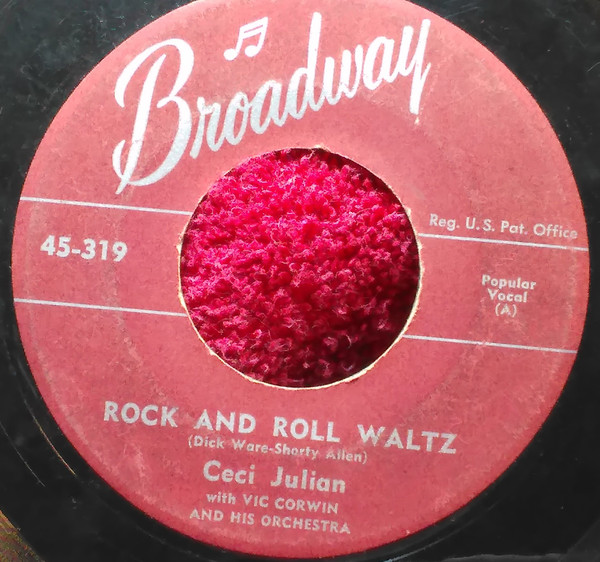 Broadway
Reg. U.S. Pat. Office
45-319
Popular
Vocal
(A)
ROCK AND ROLL WALTZ
(Dick Ware-Shorty Allen)
Ceci Julian
with VIC CORWIN
AND HIS ORCHESTRA